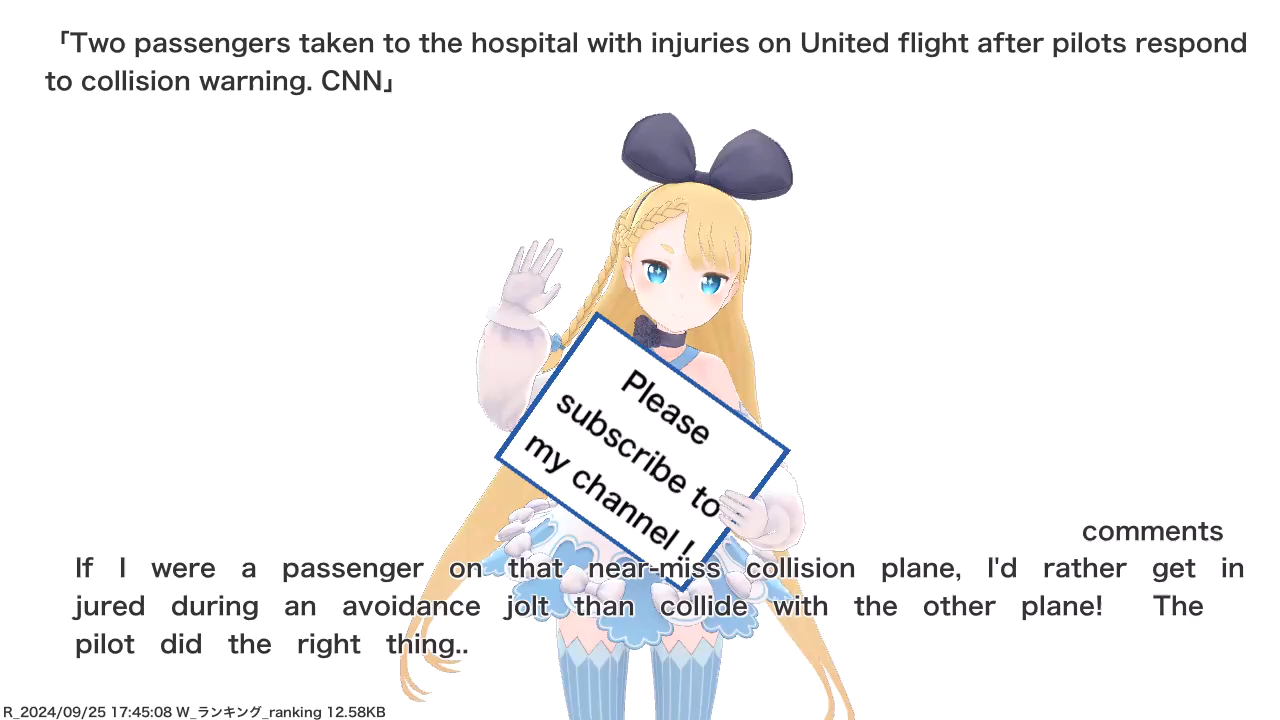 「Two passengers taken to the hospital with injuries on United flight after pilots respond
to collision warning. CNN」
Please
subscribe to
my channel !
comments
If I were a passenger on that near-miss collision plane, I'd rather get in
jured during an avoidance jolt than collide with the other plane! The
pilot did the right thing..
R_2024/09/25 17:45:08 W_ランキング_ranking 12.58KB